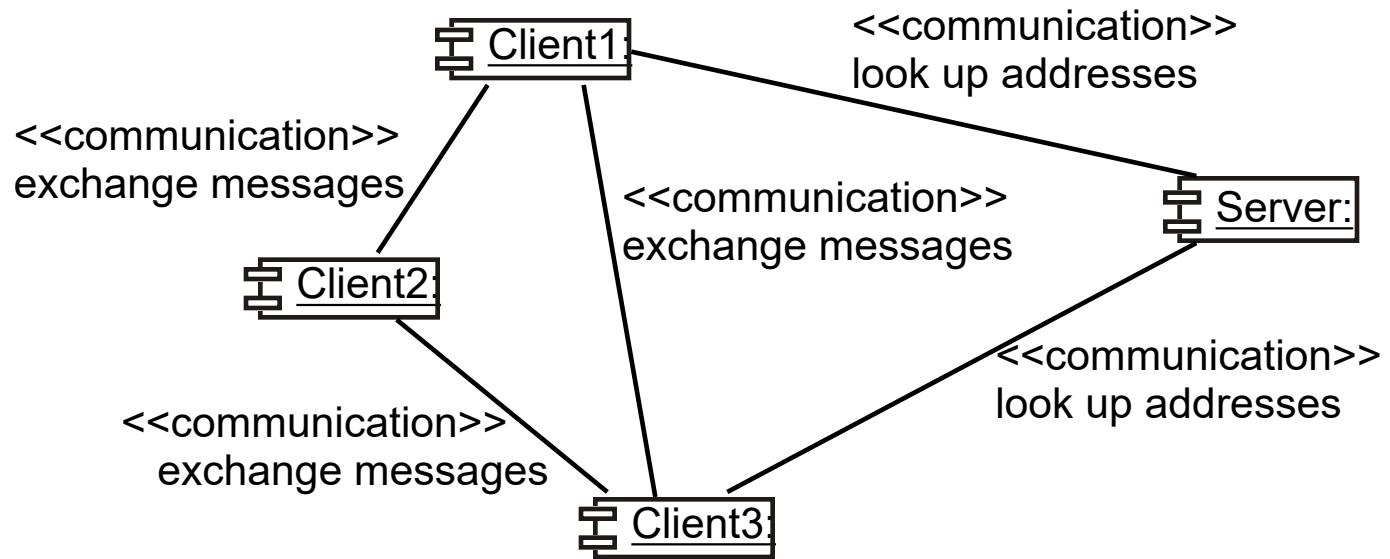 <<communication>>
look up addresses
Client1:
<<communication>>
exchange messages
<<communication>>
exchange messages
Server:
Client2:
<<communication>>
look up addresses
<<communication>>
exchange messages
Client3: